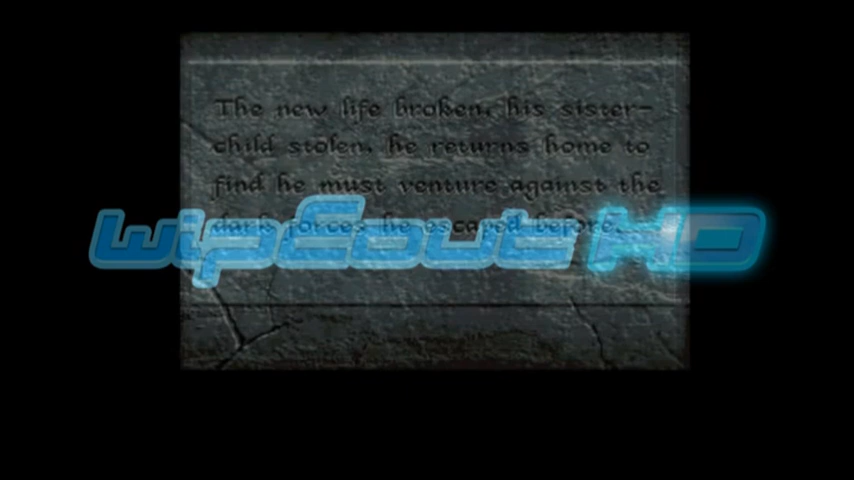 The new life broken, his sister-
child stolen, he returns home to
find he must venture against the
dark forces he escaped before.
wipEout HD